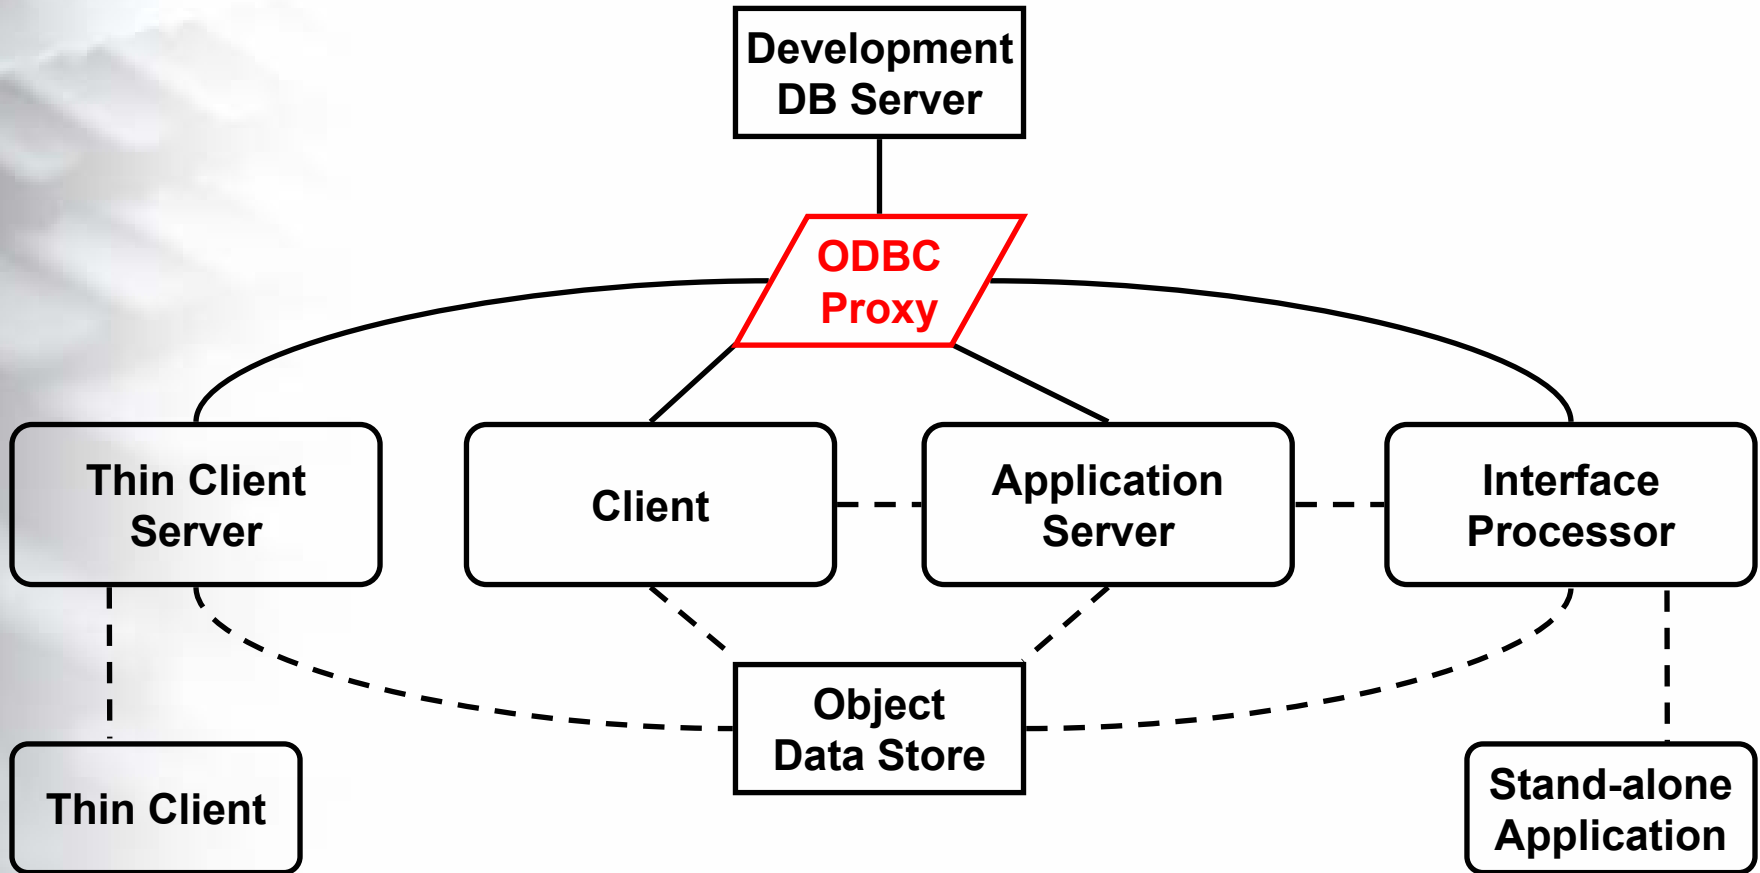 Development
DB Server
ODBC
Proxy
Thin Client
Server
Client
Application
Server
Interface
Processor
Object
Data Store
Thin Client
Stand-alone
Application